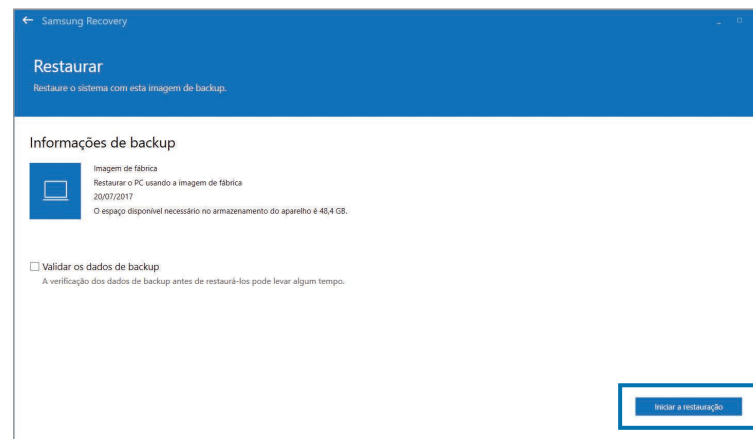 Samsung Recovery
Restaurar
Restaure o sistema com esta imagem de backup.
Informações de backup
Imagem de fábrica
Restaurar o PC usando a imagem de fábrica
20/07/2017
O espaço disponível necessário no armazenamento do aparelho é 48,4 GB.
Validar os dados de backup
A verificação dos dados de backup antes de restaurá-los pode levar algum tempo.
Iniciar a restauração